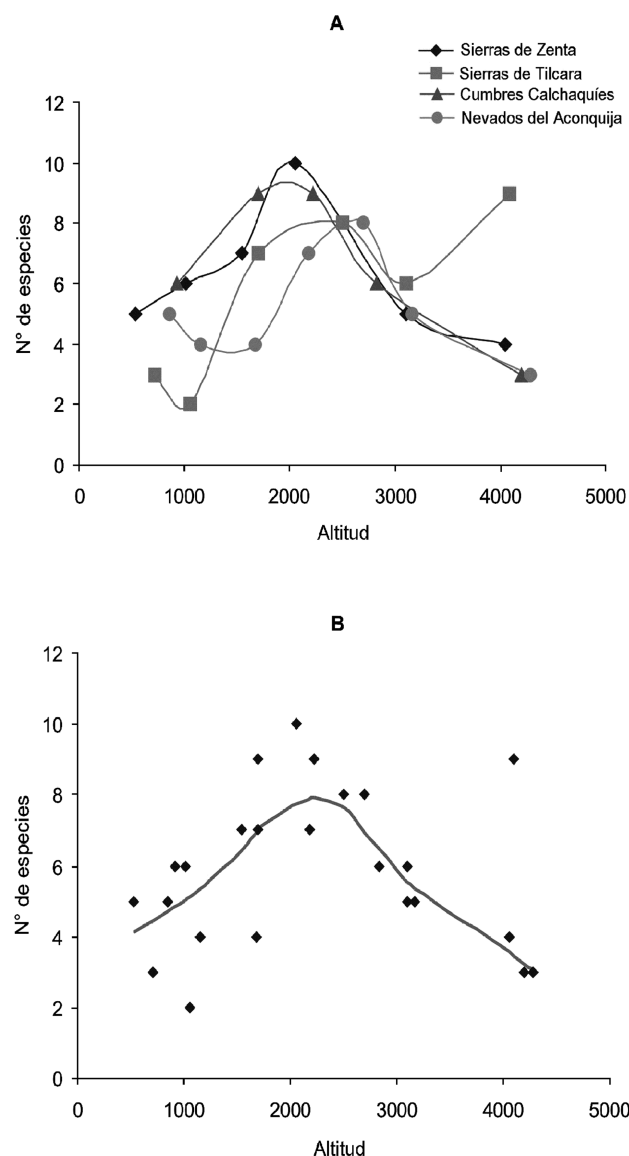 A
Sierras de Zenta
Sierras de Tilcara
Cumbres Calchaquíes
Nevados del Aconquija
12
10
8
6
4
2
0
N° de especies
0 1000 2000 3000 4000 5000
Altitud
B
12
10
8
6
4
2
0
N° de especies
0 1000 2000 3000 4000 5000
Altitud